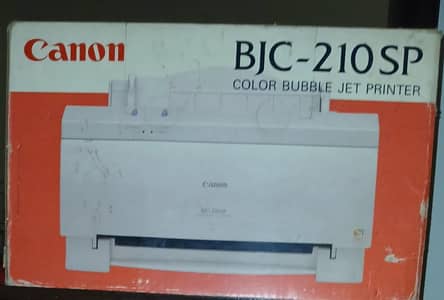 Canon
BJC-210SP
COLOR BUBBLE JET PRINTER
Canon